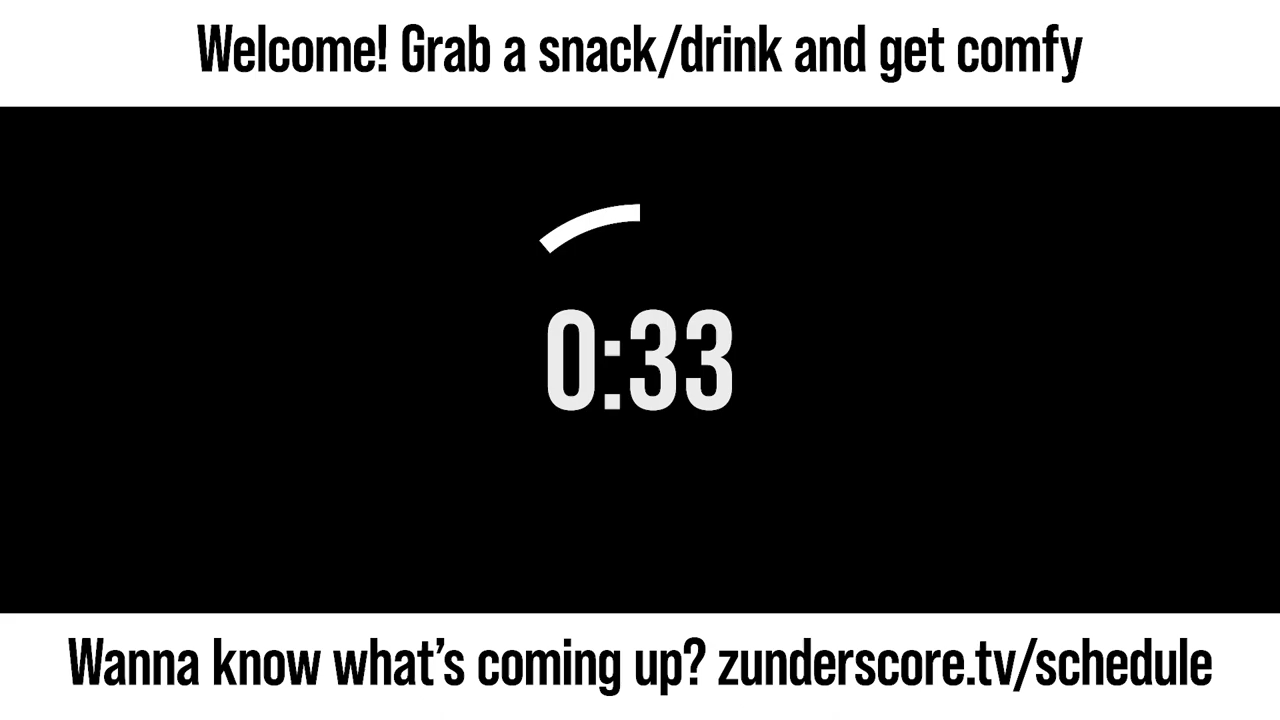 Welcome! Grab a snack/drink and get comfy
0:33
Wanna know what’s coming up? zunderscore.tv/schedule